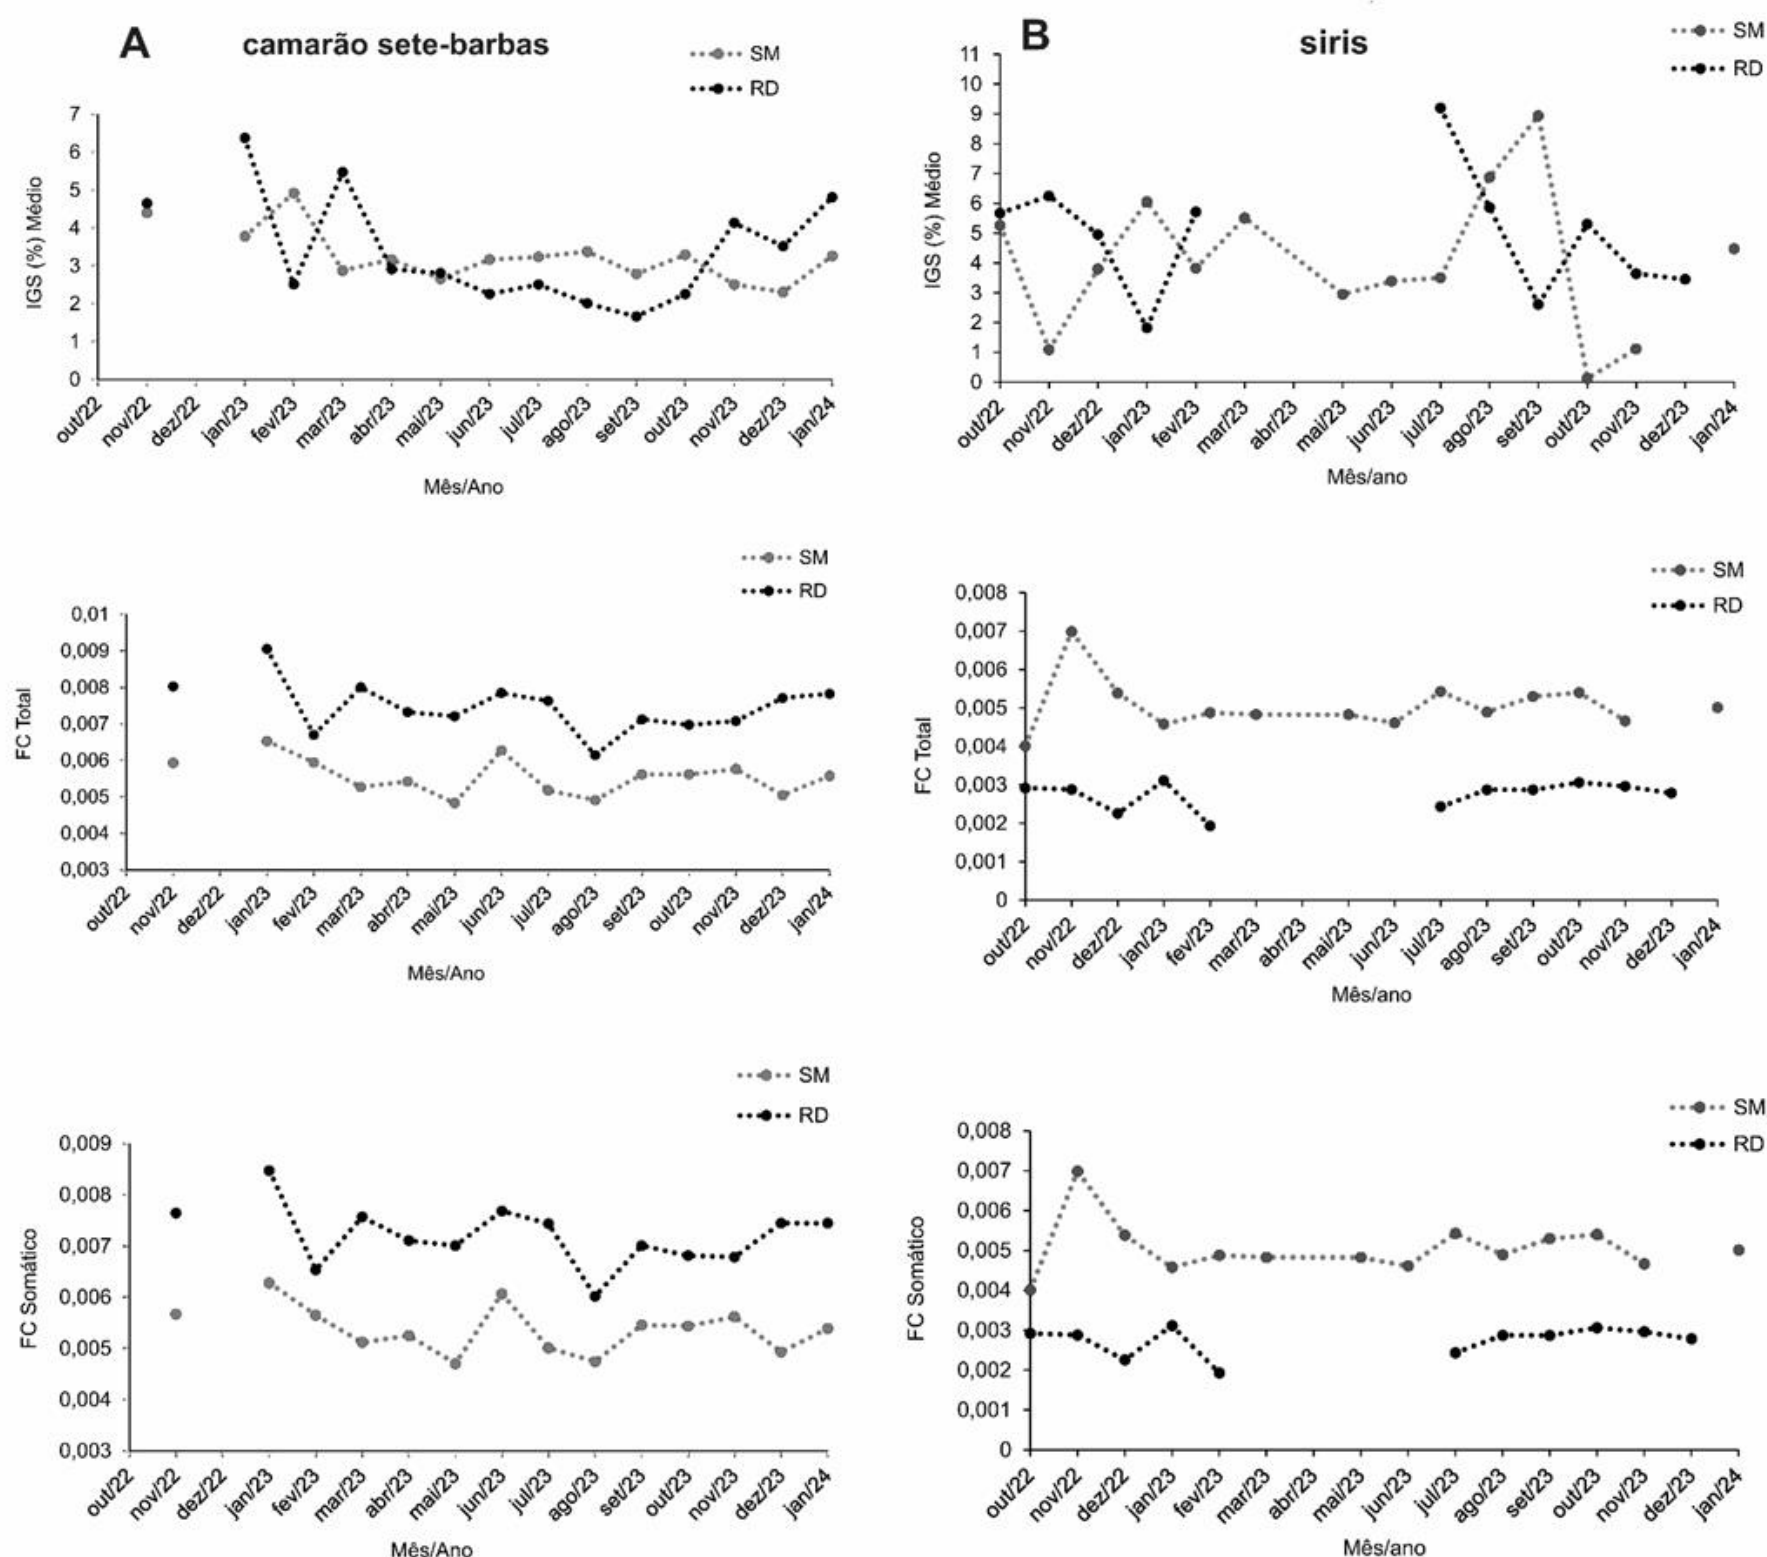 A
camarão sete-barbas
SM
RD
7
6
5
4
3
2
1
0
IGS (%) Médio
out/22
nov/22
dez/22
jan/23
fev/23
mar/23
abr/23
mai/23
jun/23
jul/23
ago/23
set/23
out/23
nov/23
dez/23
jan/24
Mês/Ano
B
siris
SM
RD
11
10
9
8
7
6
5
4
3
2
1
0
IGS (%) Médio
out/22
nov/22
dez/22
jan/23
fev/23
mar/23
abr/23
mai/23
jun/23
jul/23
ago/23
set/23
out/23
nov/23
dez/23
jan/24
Mês/ano
SM
RD
0,01
0,009
0,008
0,007
0,006
0,005
0,004
0,003
FC Total
out/22
nov/22
dez/22
jan/23
fev/23
mar/23
abr/23
mai/23
jun/23
jul/23
ago/23
set/23
out/23
nov/23
dez/23
jan/24
Mês/Ano
SM
RD
0,008
0,007
0,006
0,005
0,004
0,003
0,002
0,001
0
FC Total
out/22
nov/22
dez/22
jan/23
fev/23
mar/23
abr/23
mai/23
jun/23
jul/23
ago/23
set/23
out/23
nov/23
dez/23
jan/24
Mês/ano
SM
RD
0,009
0,008
0,007
0,006
0,005
0,004
0,003
FC Somático
out/22
nov/22
dez/22
jan/23
fev/23
mar/23
abr/23
mai/23
jun/23
jul/23
ago/23
set/23
out/23
nov/23
dez/23
jan/24
Mês/Ano
SM
RD
0,008
0,007
0,006
0,005
0,004
0,003
0,002
0,001
0
FC Somático
out/22
nov/22
dez/22
jan/23
fev/23
mar/23
abr/23
mai/23
jun/23
jul/23
ago/23
set/23
out/23
nov/23
dez/23
jan/24
Mês/ano